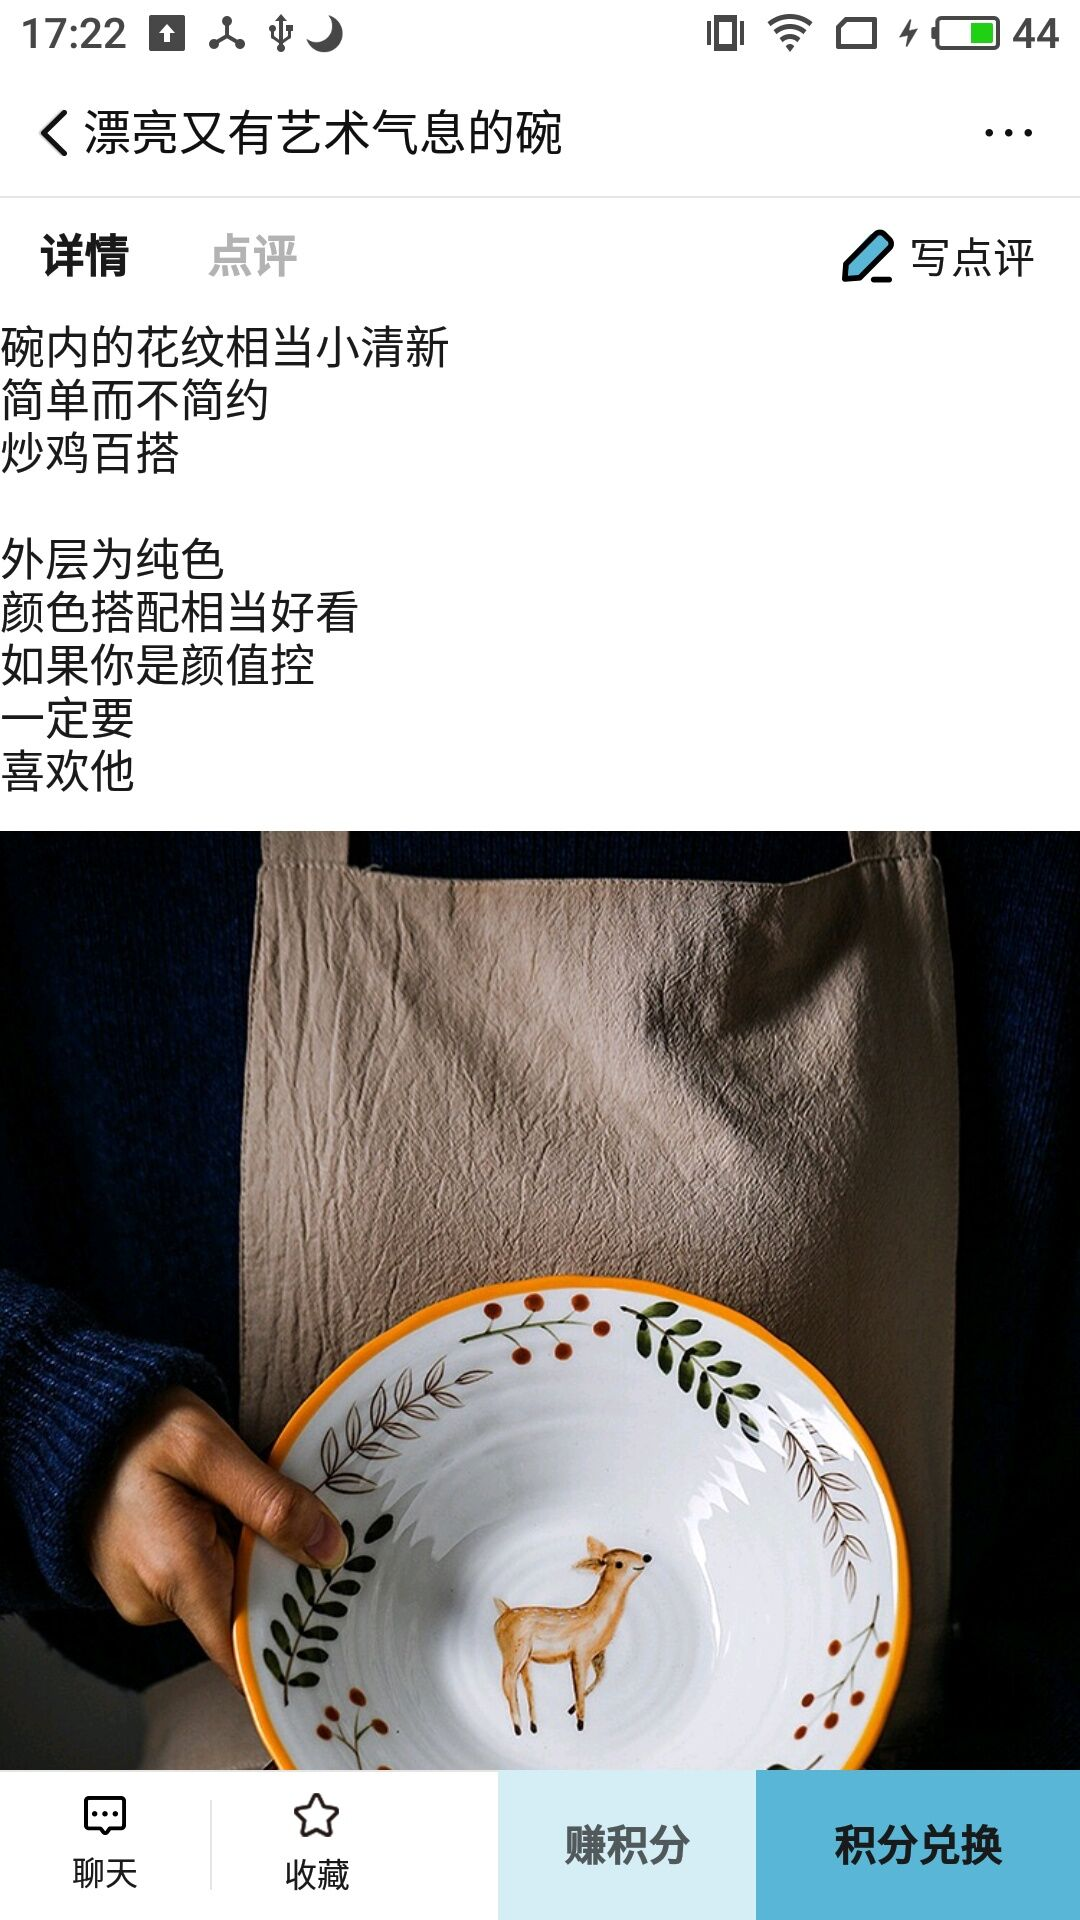 17:22
44
漂亮又有艺术气息的碗
详情
点评
写点评
碗内的花纹相当小清新
简单而不简约
炒鸡百搭
外层为纯色
颜色搭配相当好看
如果你是颜值控
一定要
喜欢他
聊天
收藏
赚积分
积分兑换